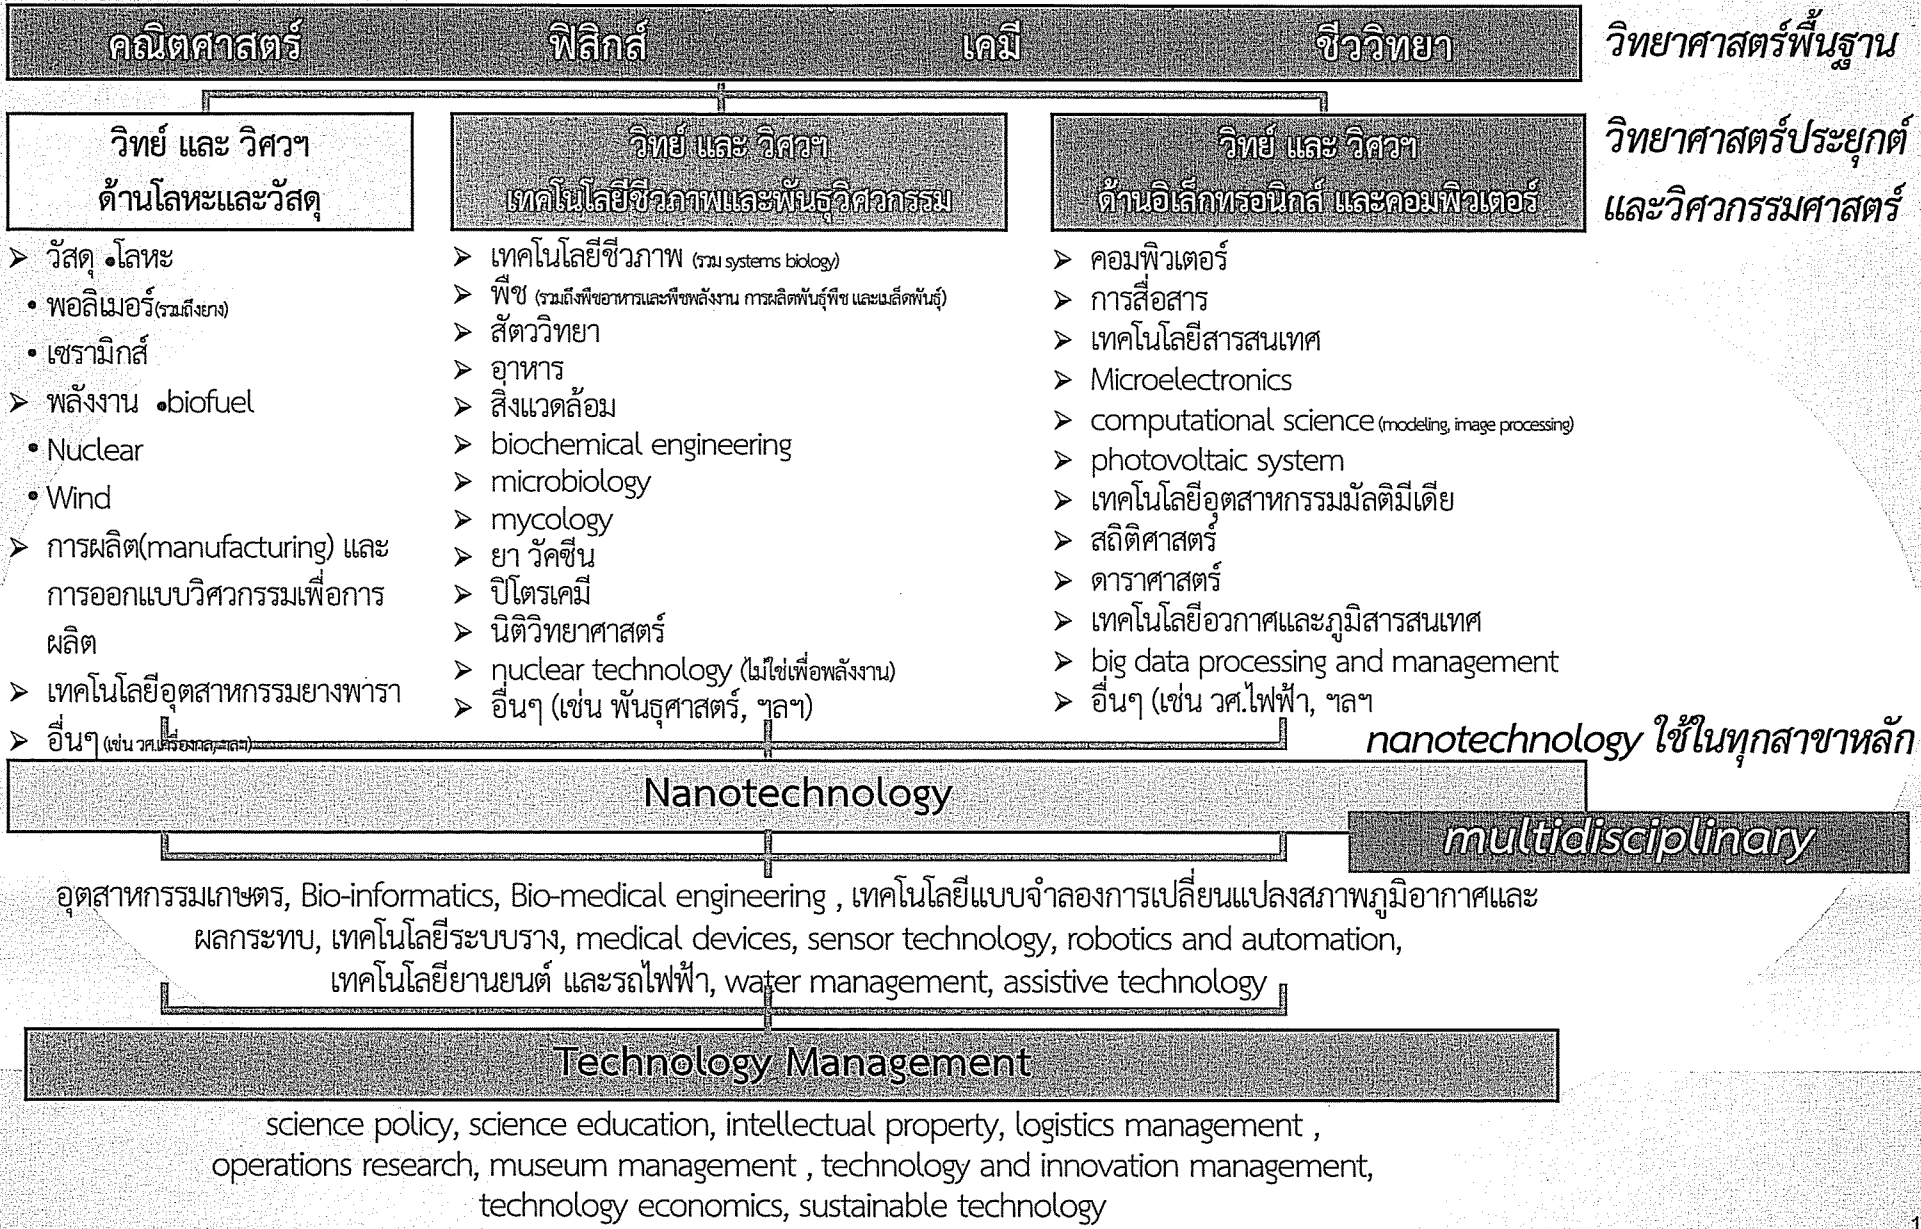 คณิตศาสตร์ ฟิสิกส์ เคมี ชีววิทยา
วิทยาศาสตร์พื้นฐาน
วิทยาศาสตร์ประยุกต์
และวิศวกรรมศาสตร์
วิทย์ และ วิศวฯ
ด้านโลหะและวัสดุ
➢ วัสดุ •โลหะ
• พอลิเมอร์(รวมถึงยาง)
• เซรามิกส์
➢ พลังงาน •biofuel
• Nuclear
• Wind
➢ การผลิต(manufacturing) และ
การออกแบบวิศวกรรมเพื่อการ
ผลิต
➢ เทคโนโลยีอุตสาหกรรมยางพารา
➢ อื่นๆ (เช่น วศ.เครื่องกล, ฯลฯ)
วิทย์ และ วิศวฯ
เทคโนโลยีชีวภาพและพันธุวิศวกรรม
➢ เทคโนโลยีชีวภาพ (รวม systems biology)
➢ พืช (รวมถึงพืชอาหารและพืชพลังงาน การผลิตพันธุ์พืช และเมล็ดพันธุ์)
➢ สัตววิทยา
➢ อาหาร
➢ สิ่งแวดล้อม
➢ biochemical engineering
➢ microbiology
➢ mycology
➢ ยา วัคซีน
➢ ปิโตรเคมี
➢ นิติวิทยาศาสตร์
➢ nuclear technology (ไม่ใช่เพื่อพลังงาน)
➢ อื่นๆ (เช่น พันธุศาสตร์, ฯลฯ)
วิทย์ และ วิศวฯ
ด้านอิเล็กทรอนิกส์ และคอมพิวเตอร์
➢ คอมพิวเตอร์
➢ การสื่อสาร
➢ เทคโนโลยีสารสนเทศ
➢ Microelectronics
➢ computational science (modeling, image processing)
➢ photovoltaic system
➢ เทคโนโลยีอุตสาหกรรมมัลติมีเดีย
➢ สถิติศาสตร์
➢ ดาราศาสตร์
➢ เทคโนโลยีอวกาศและภูมิสารสนเทศ
➢ big data processing and management
➢ อื่นๆ (เช่น วศ.ไฟฟ้า, ฯลฯ
nanotechnology ใช้ในทุกสาขาหลัก
Nanotechnology
multidisciplinary
อุตสาหกรรมเกษตร, Bio-informatics, Bio-medical engineering , เทคโนโลยีแบบจำลองการเปลี่ยนแปลงสภาพภูมิอากาศและ
ผลกระทบ, เทคโนโลยีระบบราง, medical devices, sensor technology, robotics and automation,
เทคโนโลยียานยนต์ และรถไฟฟ้า, water management, assistive technology
Technology Management
science policy, science education, intellectual property, logistics management ,
operations research, museum management , technology and innovation management,
technology economics, sustainable technology
1